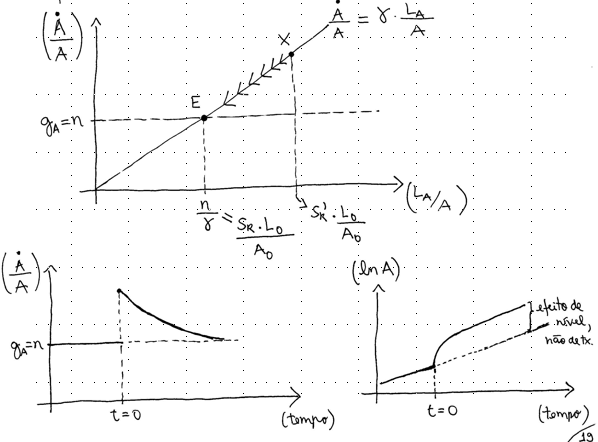 (Ȧ/A)
Ȧ/A = γ · L_A/A
X
E
g_A = n
n/γ = S_R · L_0/A_0
S_R' · L_0/A_0
(L_A/A)
(Ȧ/A)
g_A = n
t=0
(tempo)
(ln A)
efeito de
nível,
não de tx.
t=0
(tempo)
19